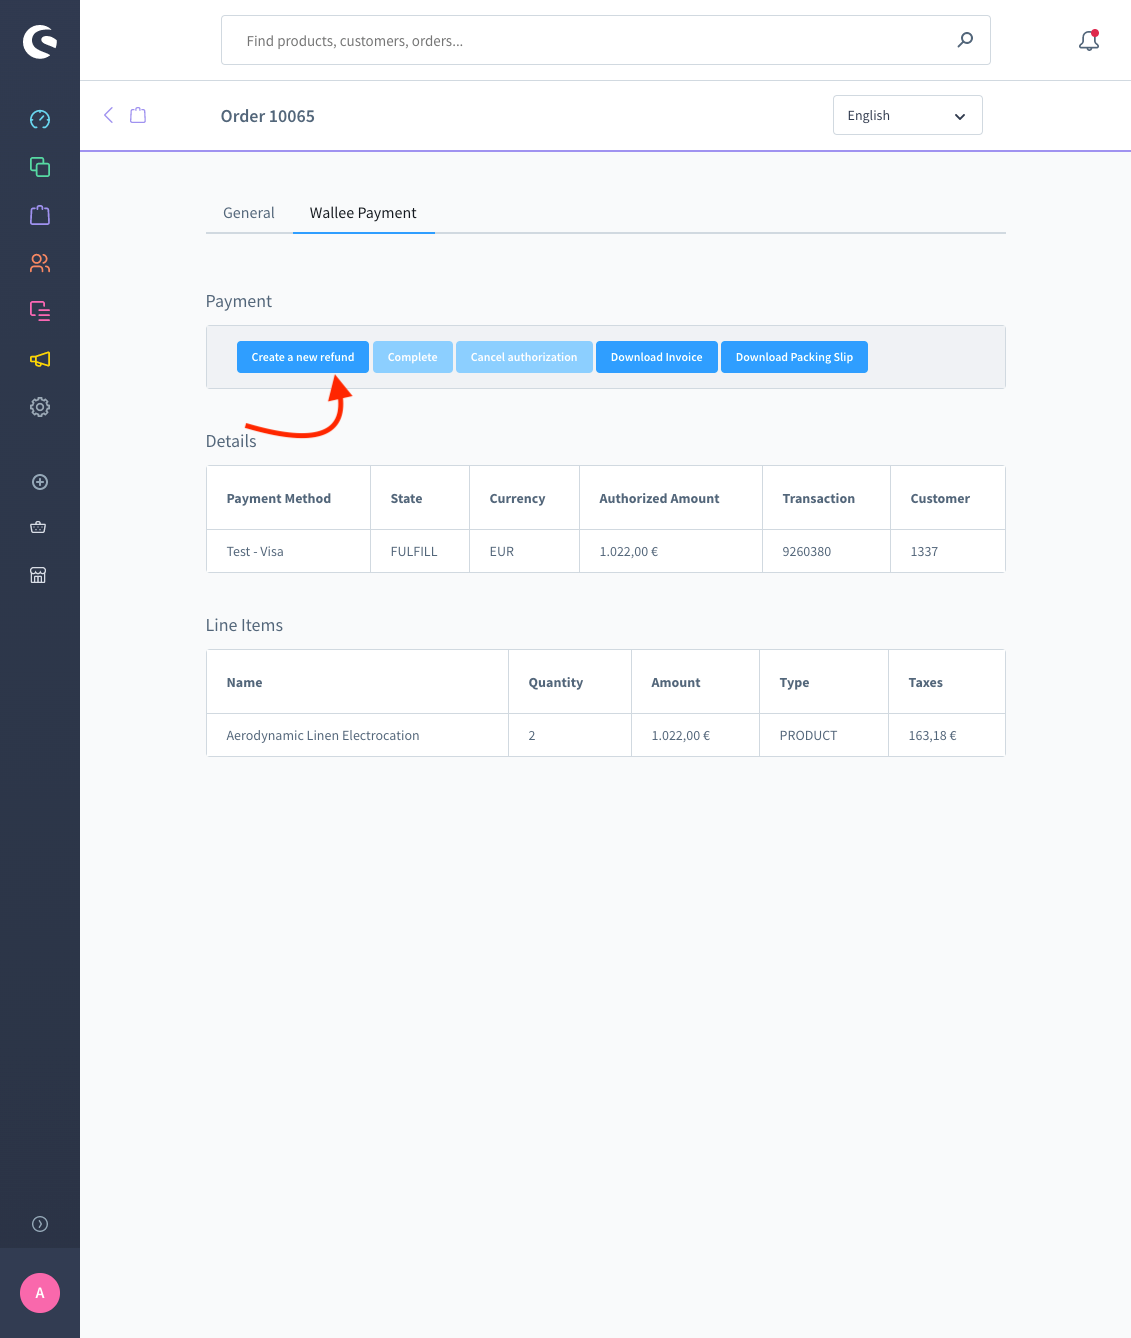 Find products, customers, orders...
Order 10065
English
General
Wallee Payment
Payment
Create a new refund
Complete
Cancel authorization
Download Invoice
Download Packing Slip
Details
Payment Method State Currency Authorized Amount Transaction Customer
Test - Visa FULFILL EUR 1.022,00 € 9260380 1337
Line Items
Name Quantity Amount Type Taxes
Aerodynamic Linen Electrocation 2 1.022,00 € PRODUCT 163,18 €
A